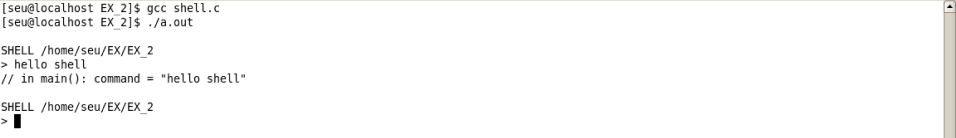 [seu@localhost EX_2]$ gcc shell.c
[seu@localhost EX_2]$ ./a.out
SHELL /home/seu/EX/EX_2
> hello shell
// in main(): command = "hello shell"
SHELL /home/seu/EX/EX_2
>